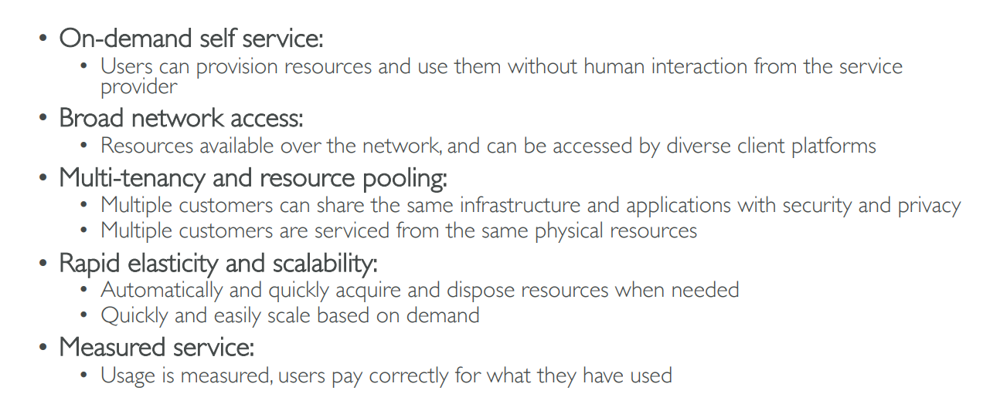 • On-demand self service:
• Users can provision resources and use them without human interaction from the service
provider
• Broad network access:
• Resources available over the network, and can be accessed by diverse client platforms
• Multi-tenancy and resource pooling:
• Multiple customers can share the same infrastructure and applications with security and privacy
• Multiple customers are serviced from the same physical resources
• Rapid elasticity and scalability:
• Automatically and quickly acquire and dispose resources when needed
• Quickly and easily scale based on demand
• Measured service:
• Usage is measured, users pay correctly for what they have used